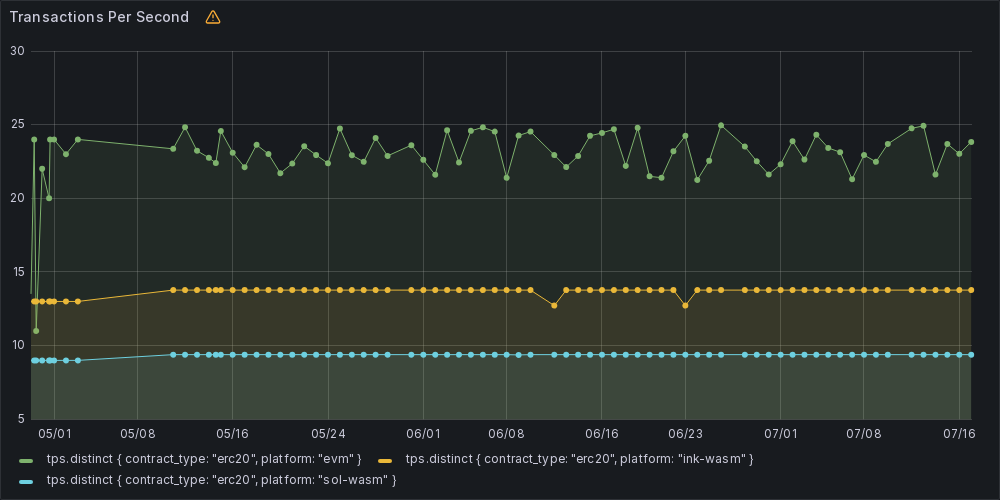 Transactions Per Second
30
25
20
15
10
5
05/01 05/08 05/16 05/24 06/01 06/08 06/16 06/23 07/01 07/08 07/16
tps.distinct { contract_type: "erc20", platform: "evm" } tps.distinct { contract_type: "erc20", platform: "ink-wasm" }
tps.distinct { contract_type: "erc20", platform: "sol-wasm" }